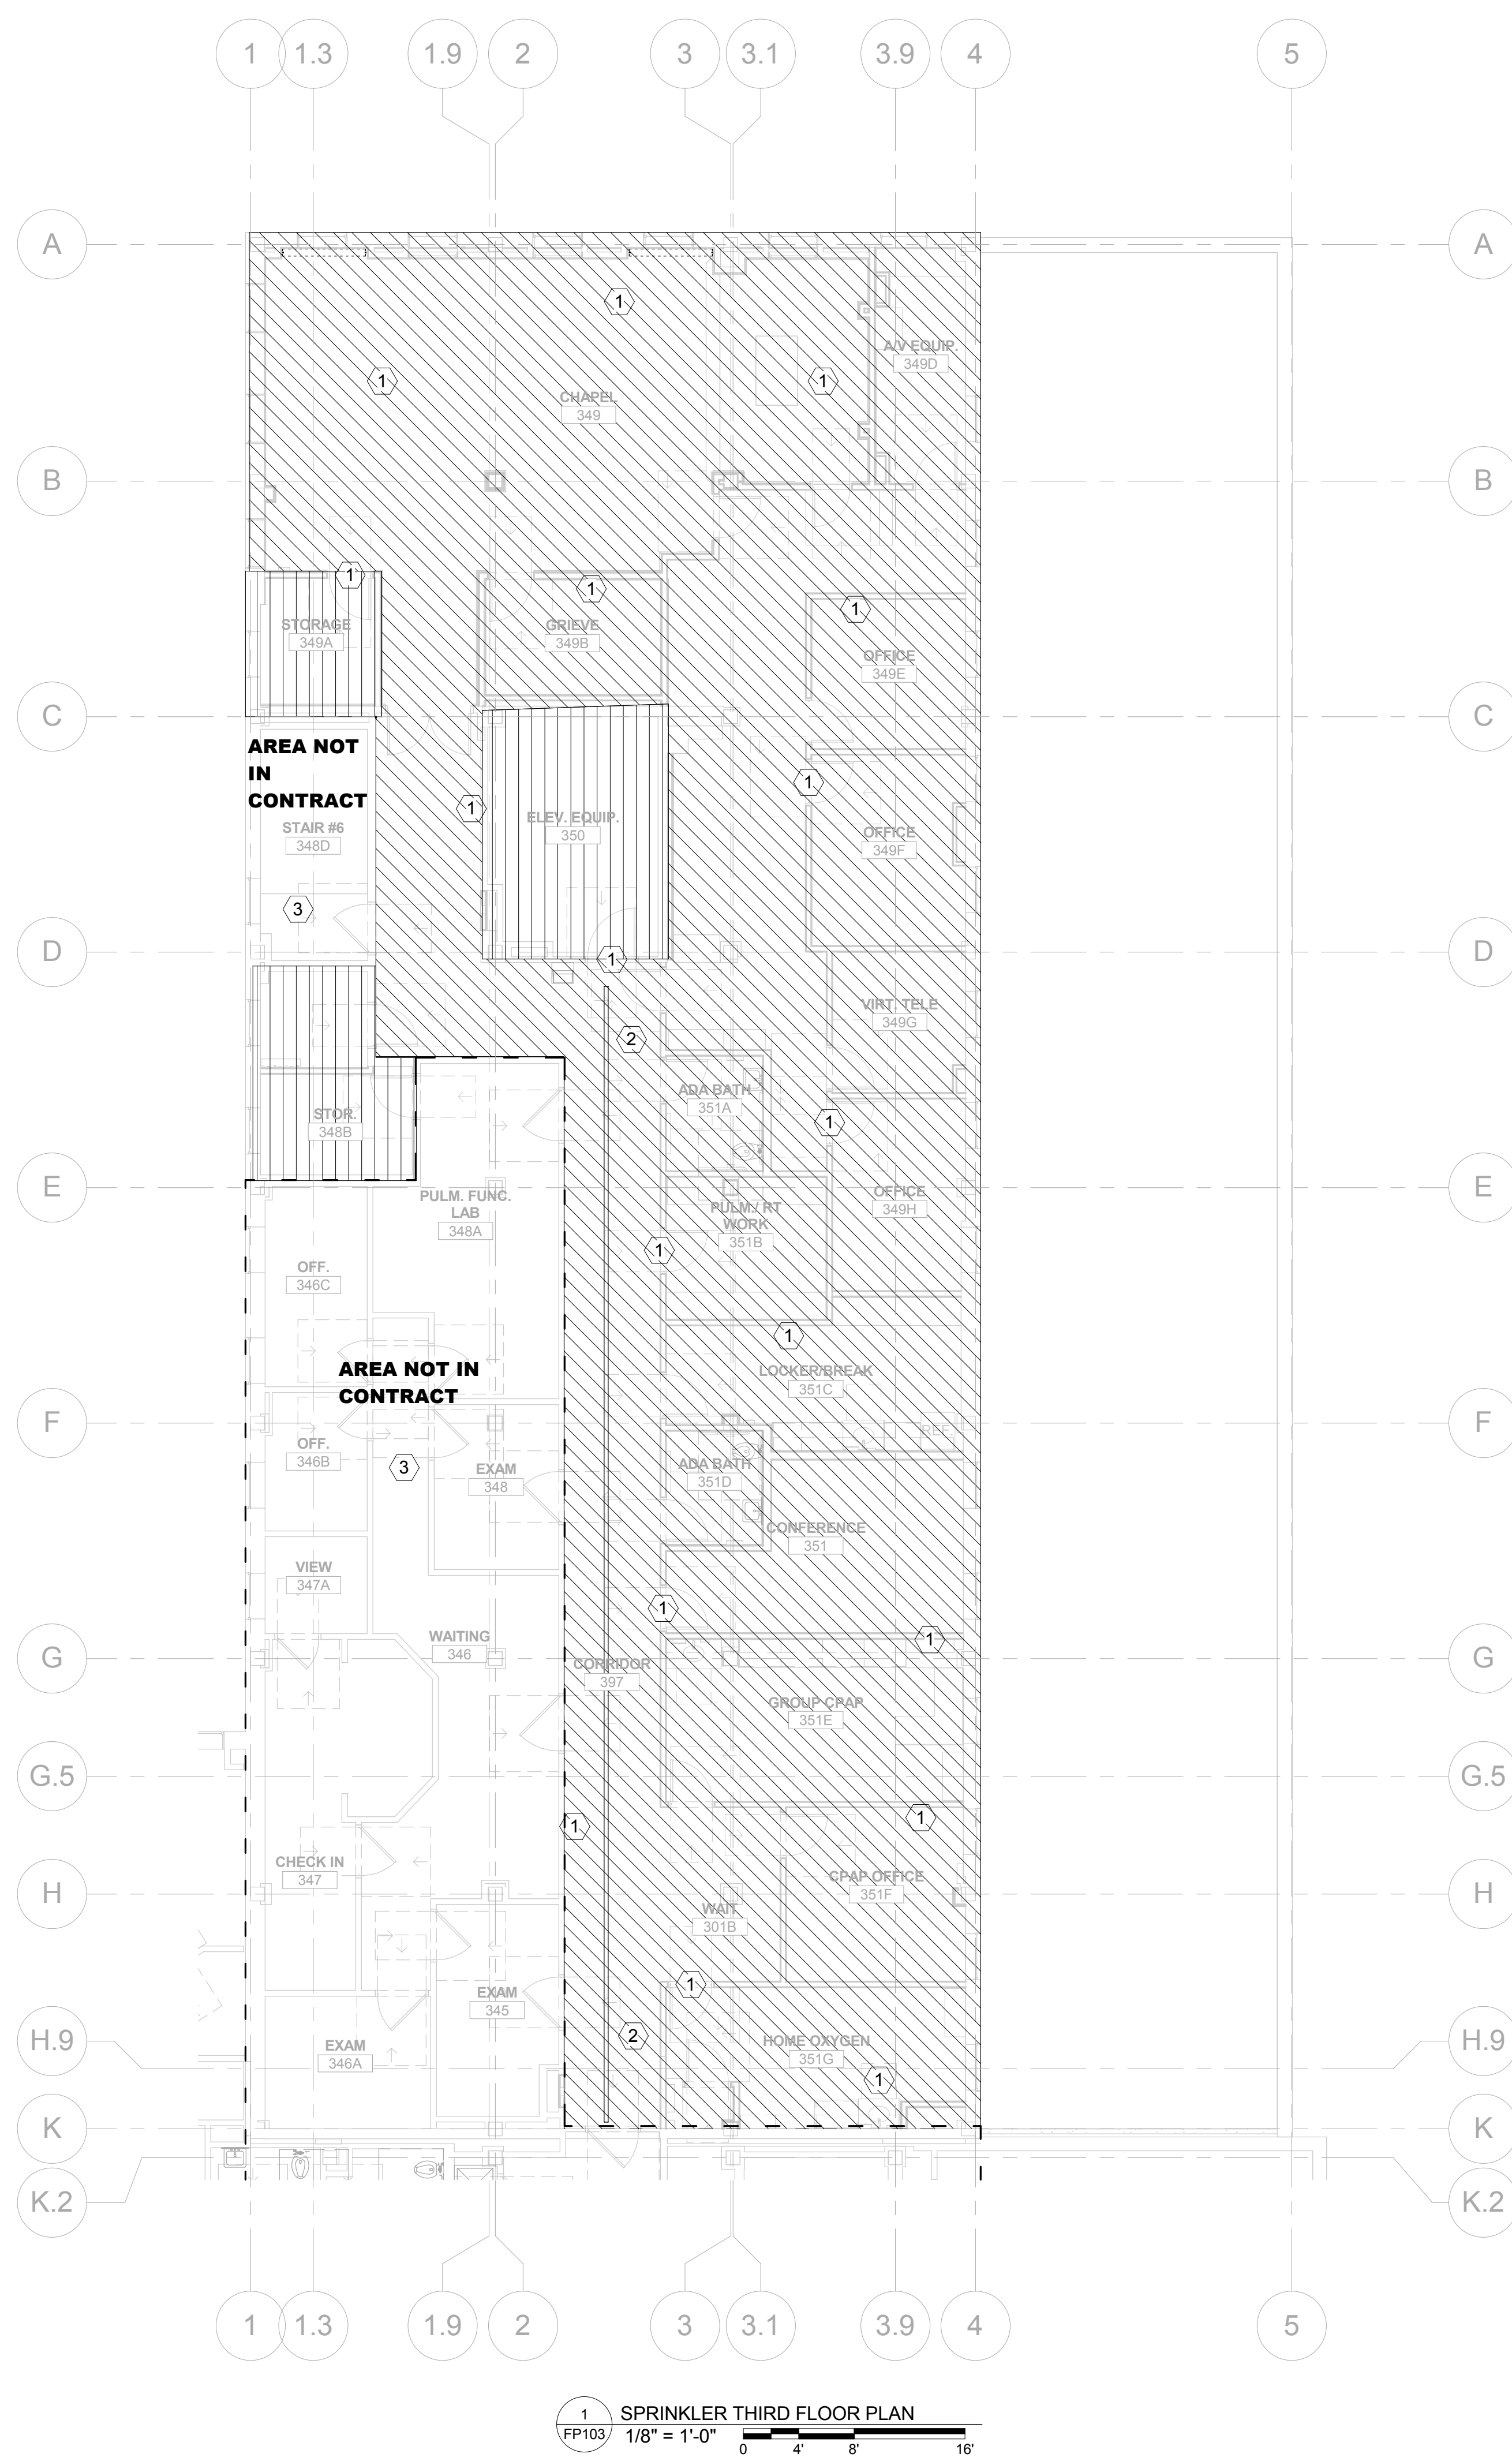 1 1.3 1.9 2 3 3.1 3.9 4 5
A A
1
A/V EQUIP.
349D
1 1
CHAPEL
349
B B
1
1
1
STORAGE
349A
GRIEVE
349B
OFFICE
349E
C C
AREA NOT
IN
CONTRACT
1
1
ELEV. EQUIP.
350
STAIR #6
348D
OFFICE
349F
3
D D
1
VIRT. TELE
349G
2
ADA BATH
351A
STOR.
348B
1
E E
PULM. FUNC.
LAB
348A
OFFICE
349H
PULM./ RT
WORK
351B
1
OFF.
346C
1
AREA NOT IN
CONTRACT
LOCKER/BREAK
351C
F F
REF.
OFF.
346B
3
EXAM
348
ADA BATH
351D
CONFERENCE
351
VIEW
347A
1
WAITING
346
1
G G
CORRIDOR
397
GROUP CPAP
351E
G.5 G.5
1
1
CHECK IN
347
CPAP OFFICE
351F
H H
WAIT
301B
1
EXAM
345
2
H.9 H.9
EXAM
346A
HOME OXYGEN
351G
1
K K
K.2 K.2
1 1.3 1.9 2 3 3.1 3.9 4 5
1
FP103
SPRINKLER THIRD FLOOR PLAN
1/8" = 1'-0"
0 4' 8' 16'